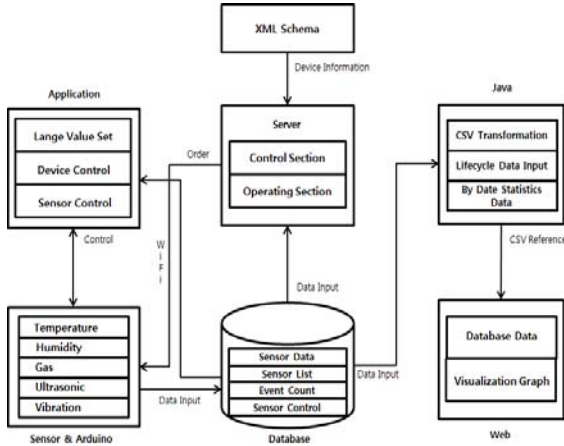 XML Schema
Device Information
Application
Lange Value Set
Device Control
Sensor Control
Order
Server
Control Section
Operating Section
Java
CSV Transformation
Lifecycle Data Input
By Date Statistics
Data
Control
WiFi
Data Input
CSV Reference
Temperature
Humidity
Gas
Ultrasonic
Vibration
Sensor & Arduino
Data Input
Sensor Data
Sensor List
Event Count
Sensor Control
Database
Data Input
Database Data
Visualization Graph
Web